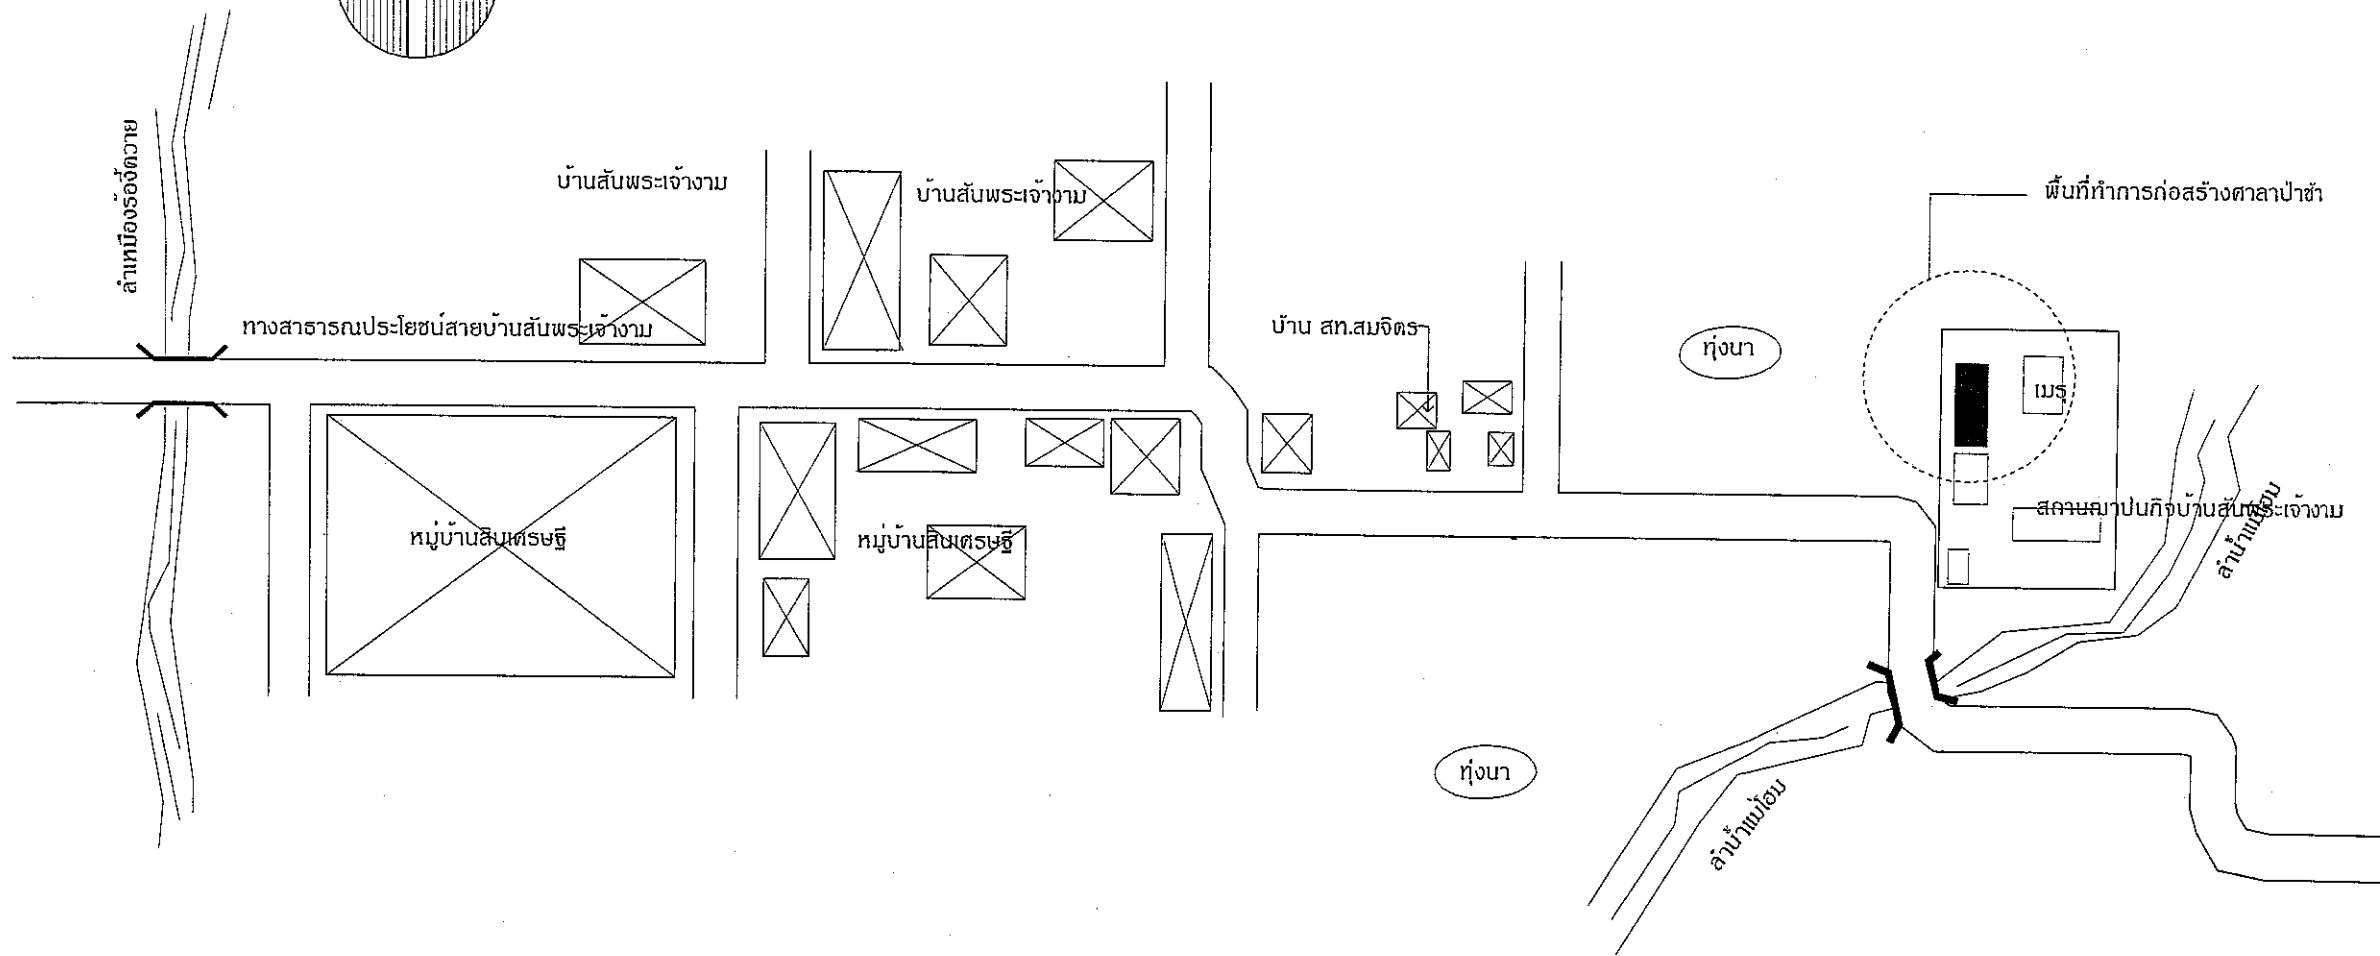 ลำเหมืองร้องขี้ควาย
บ้านสันพระเจ้างาม
บ้านสันพระเจ้างาม
พื้นที่ทำการก่อสร้างศาลาป่าช้า
ทางสาธารณประโยชน์สายบ้านสันพระเจ้างาม
บ้าน สท.สมจิตร
ทุ่งนา
เมรุ
หมู่บ้านสินเศรษฐี
หมู่บ้านสินเศรษฐี
สถานฌาปนกิจบ้านสันพระเจ้างาม
ลำน้ำแม่โฮม
ทุ่งนา
ลำน้ำแม่โฮม